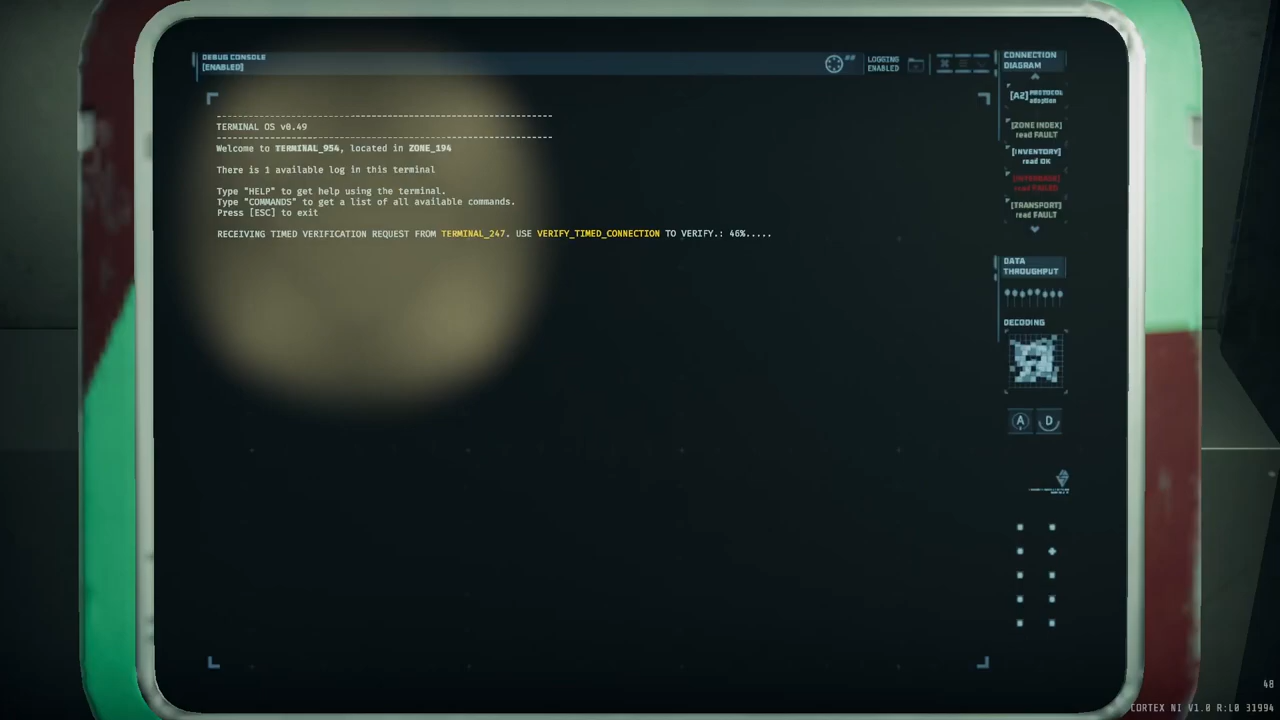 DEBUG CONSOLE
[ENABLED]
LOGGING
ENABLED
TERMINAL OS v0.49
Welcome to TERMINAL_954, located in ZONE_194
There is 1 available log in this terminal
Type "HELP" to get help using the terminal.
Type "COMMANDS" to get a list of all available commands.
Press [ESC] to exit
RECEIVING TIMED VERIFICATION REQUEST FROM TERMINAL_247. USE VERIFY_TIMED_CONNECTION TO VERIFY.: 46%.....
CONNECTION
DIAGRAM
[A2] PROTOCOL
adaption
[ZONE INDEX]
read FAULT
[INVENTORY]
read OK
read FAILED
[TRANSPORT]
read FAULT
DATA
THROUGHPUT
DECODING
A D
48
CORTEX NI V1.0 R:L0 31994